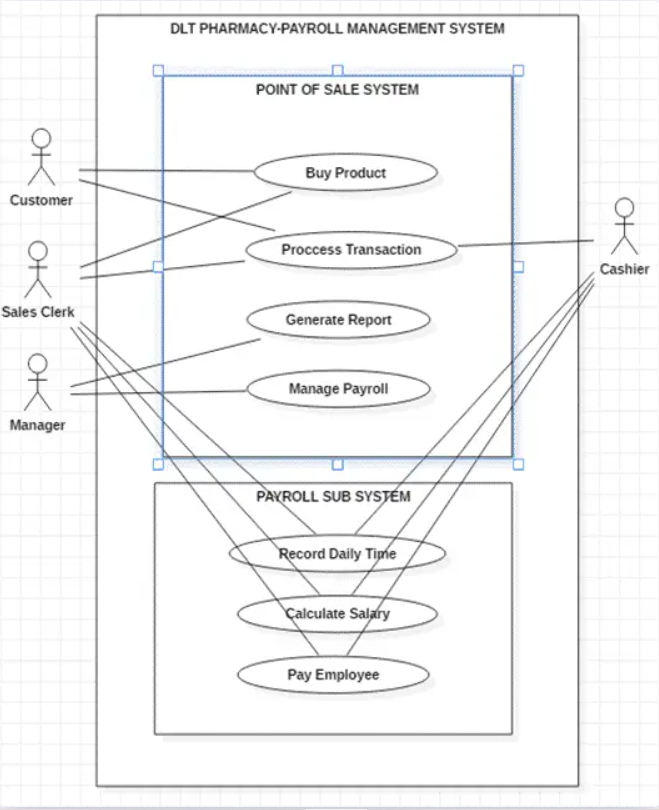 DLT PHARMACY-PAYROLL MANAGEMENT SYSTEM
POINT OF SALE SYSTEM
Buy Product
Customer
Proccess Transaction
Cashier
Sales Clerk
Generate Report
Manage Payroll
Manager
PAYROLL SUB SYSTEM
Record Daily Time
Calculate Salary
Pay Employee